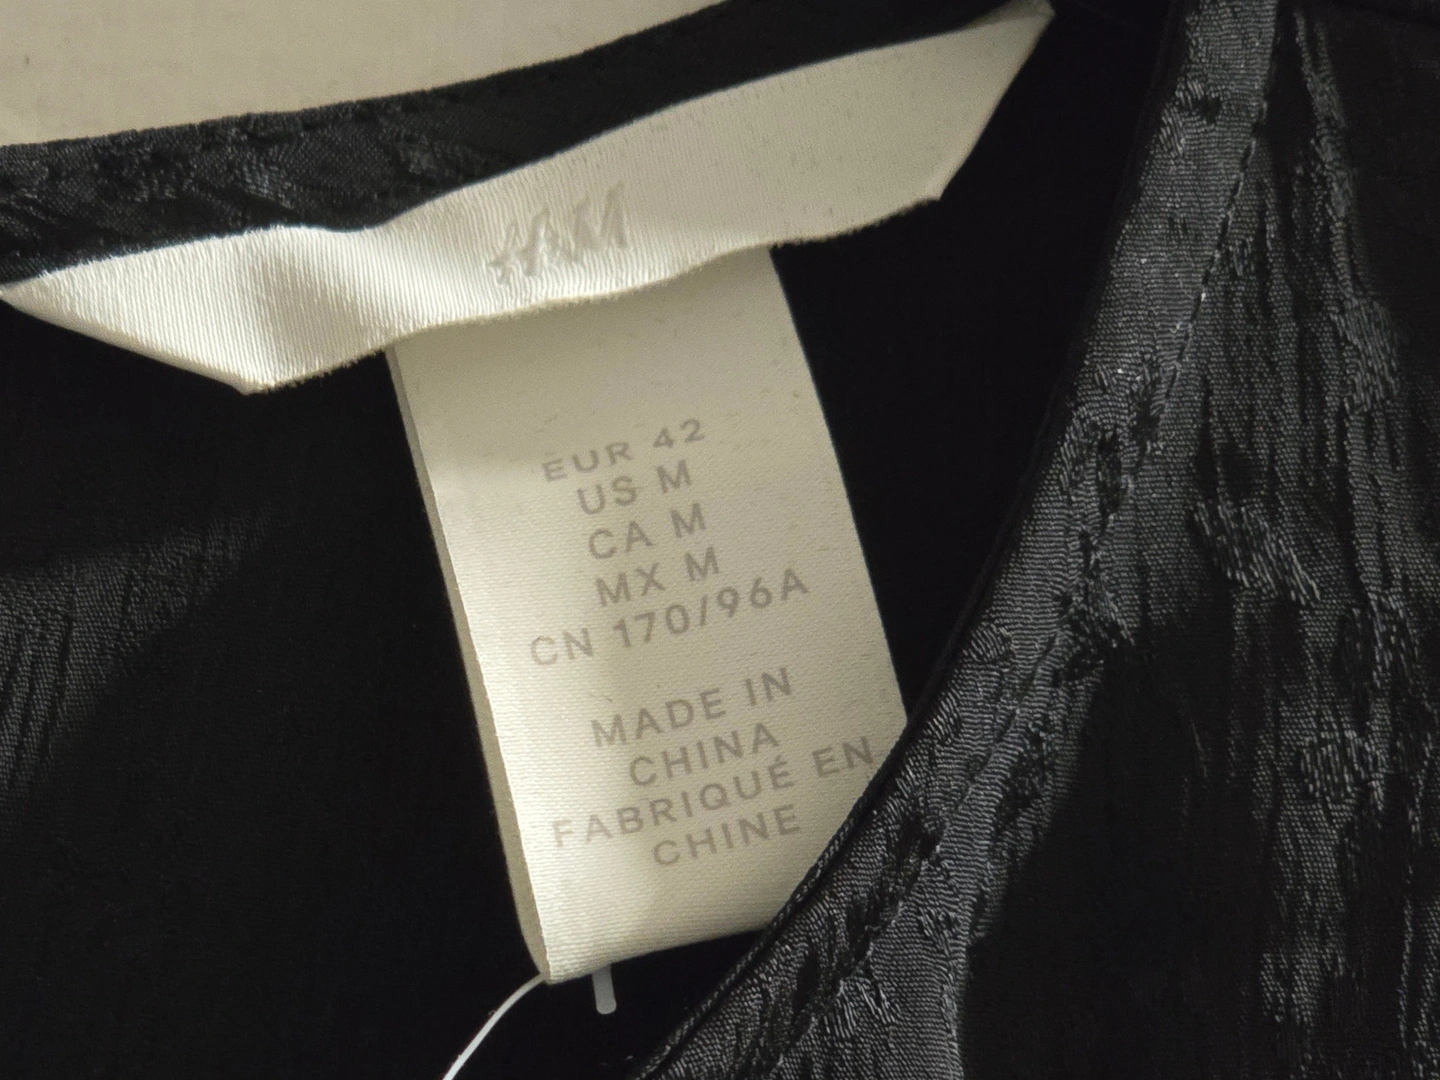 H&M
EUR 42
US M
CA M
MX M
CN 170/96A
MADE IN
CHINA
FABRIQUÉ EN
CHINE